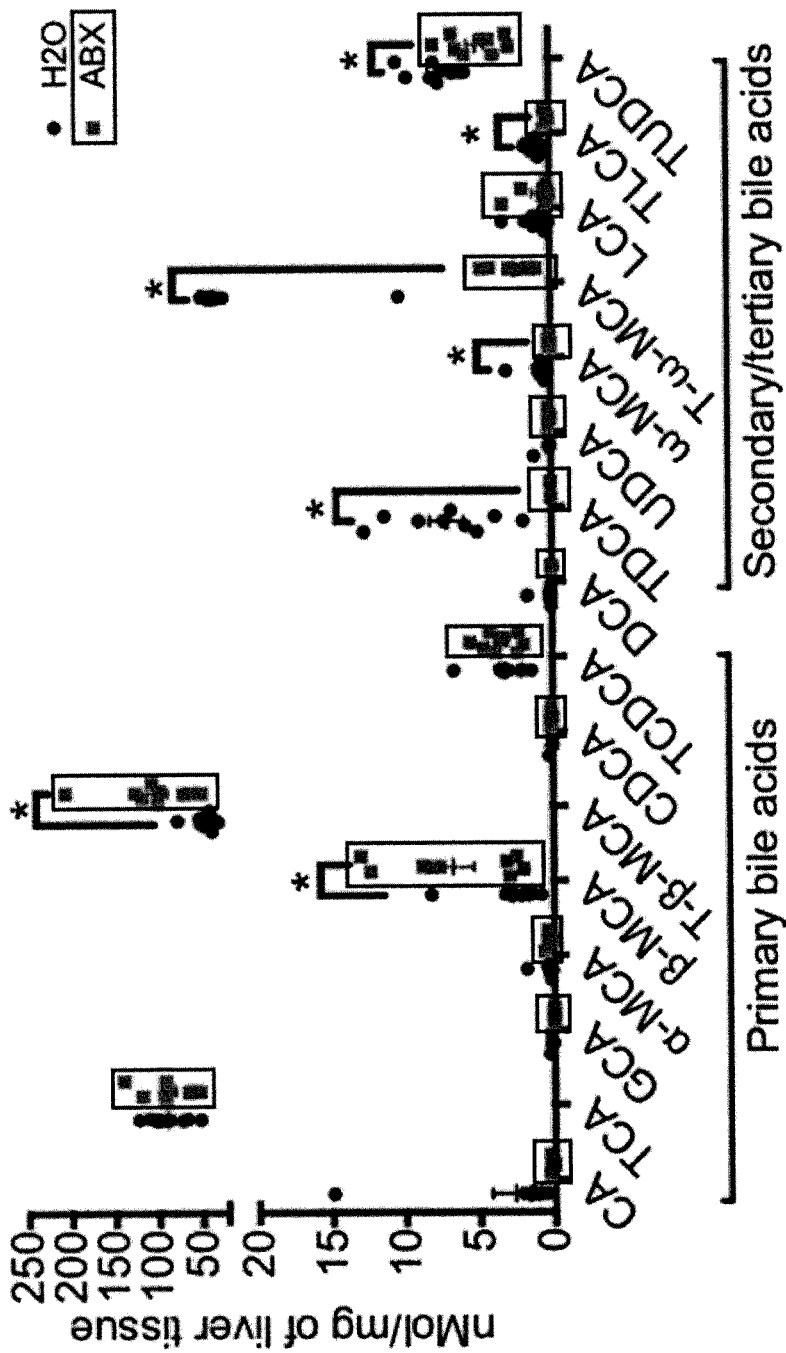 H2O
ABX
nMol/mg of liver tissue
250
200
150
100
50
20
15
10
5
0
*
*
*
*
*
*
*
CA
TCA
GCA
α-MCA
β-MCA
T-β-MCA
CDCA
TCDCA
DCA
TDCA
UDCA
ω-MCA
T-ω-MCA
LCA
TLCA
TUDCA
Primary bile acids
Secondary/tertiary bile acids